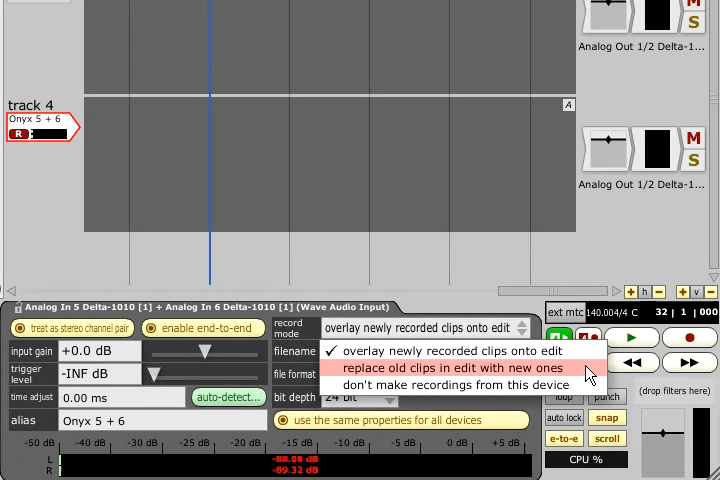 M
S
Analog Out 1/2 Delta-1...
track 4
Onyx 5 + 6
R
A
M
S
Analog Out 1/2 Delta-1...
+ h -
+ v -
Analog In 5 Delta-1010 [1] + Analog In 6 Delta-1010 [1] (Wave Audio Input)
treat as stereo channel pair
enable end-to-end
record mode
overlay newly recorded clips onto edit
ext mtc
140.004/4 C
32 | 1 | 000
input gain
+0.0 dB
filename
✓ overlay newly recorded clips onto edit
replace old clips in edit with new ones
don't make recordings from this device
trigger level
-INF dB
file format
time adjust
0.00 ms
auto-detect...
bit depth
24 bit
loop
punch
(drop filters here)
alias
Onyx 5 + 6
use the same properties for all devices
auto lock
snap
e-to-e
scroll
CPU %
-50 dB -40 dB -30 dB -25 dB -20 dB -15 dB -10 dB -5 dB +0 dB +5 dB
L
-88.08 dB
R
-89.32 dB